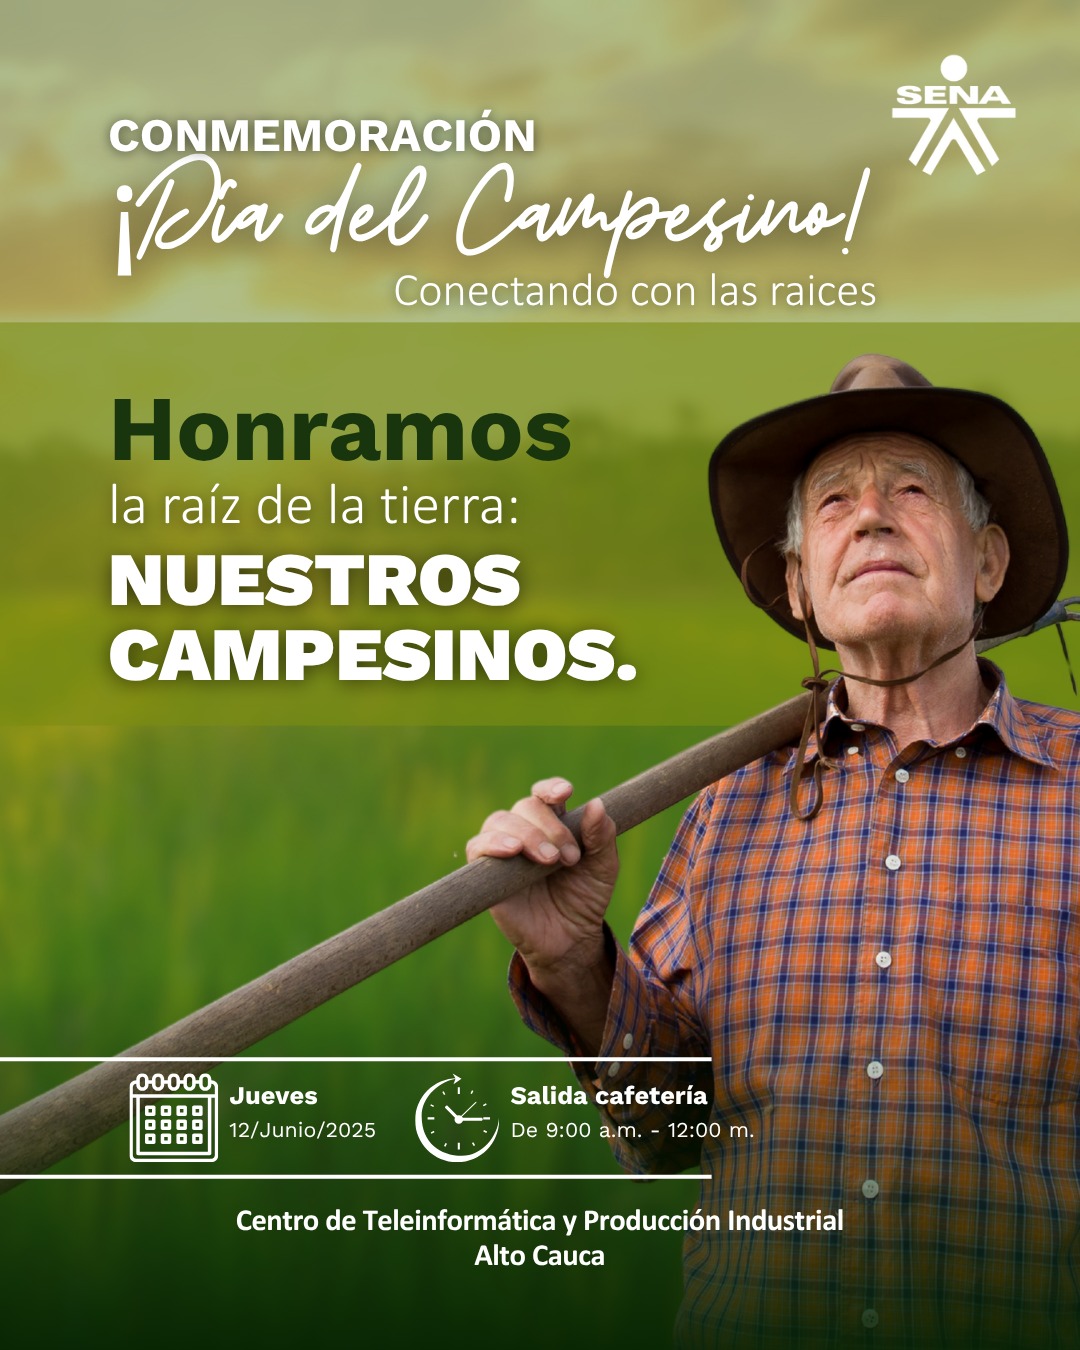 SENA
CONMEMORACIÓN
¡Día del Campesino!
Conectando con las raices
Honramos
la raíz de la tierra:
NUESTROS
CAMPESINOS.
Jueves
12/Junio/2025
Salida cafetería
De 9:00 a.m. - 12:00 m.
Centro de Teleinformática y Producción Industrial
Alto Cauca